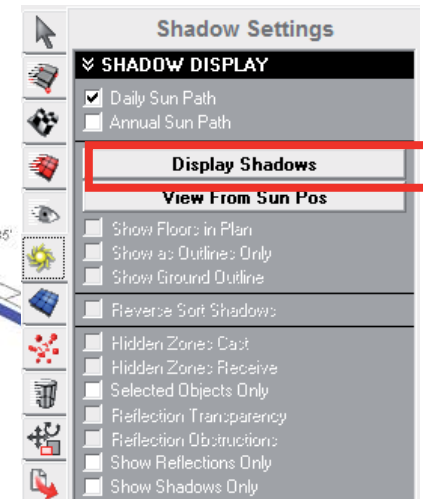 Shadow Settings
SHADOW DISPLAY
Daily Sun Path
Annual Sun Path
Display Shadows
View From Sun Pos
Show Floors in Plan
Show as Outlines Only
Show Ground Outline
Reverse Sort Shadows
Hidden Zones Cast
Hidden Zones Receive
Selected Objects Only
Reflection Transparency
Reflection Obstructions
Show Reflections Only
Show Shadows Only